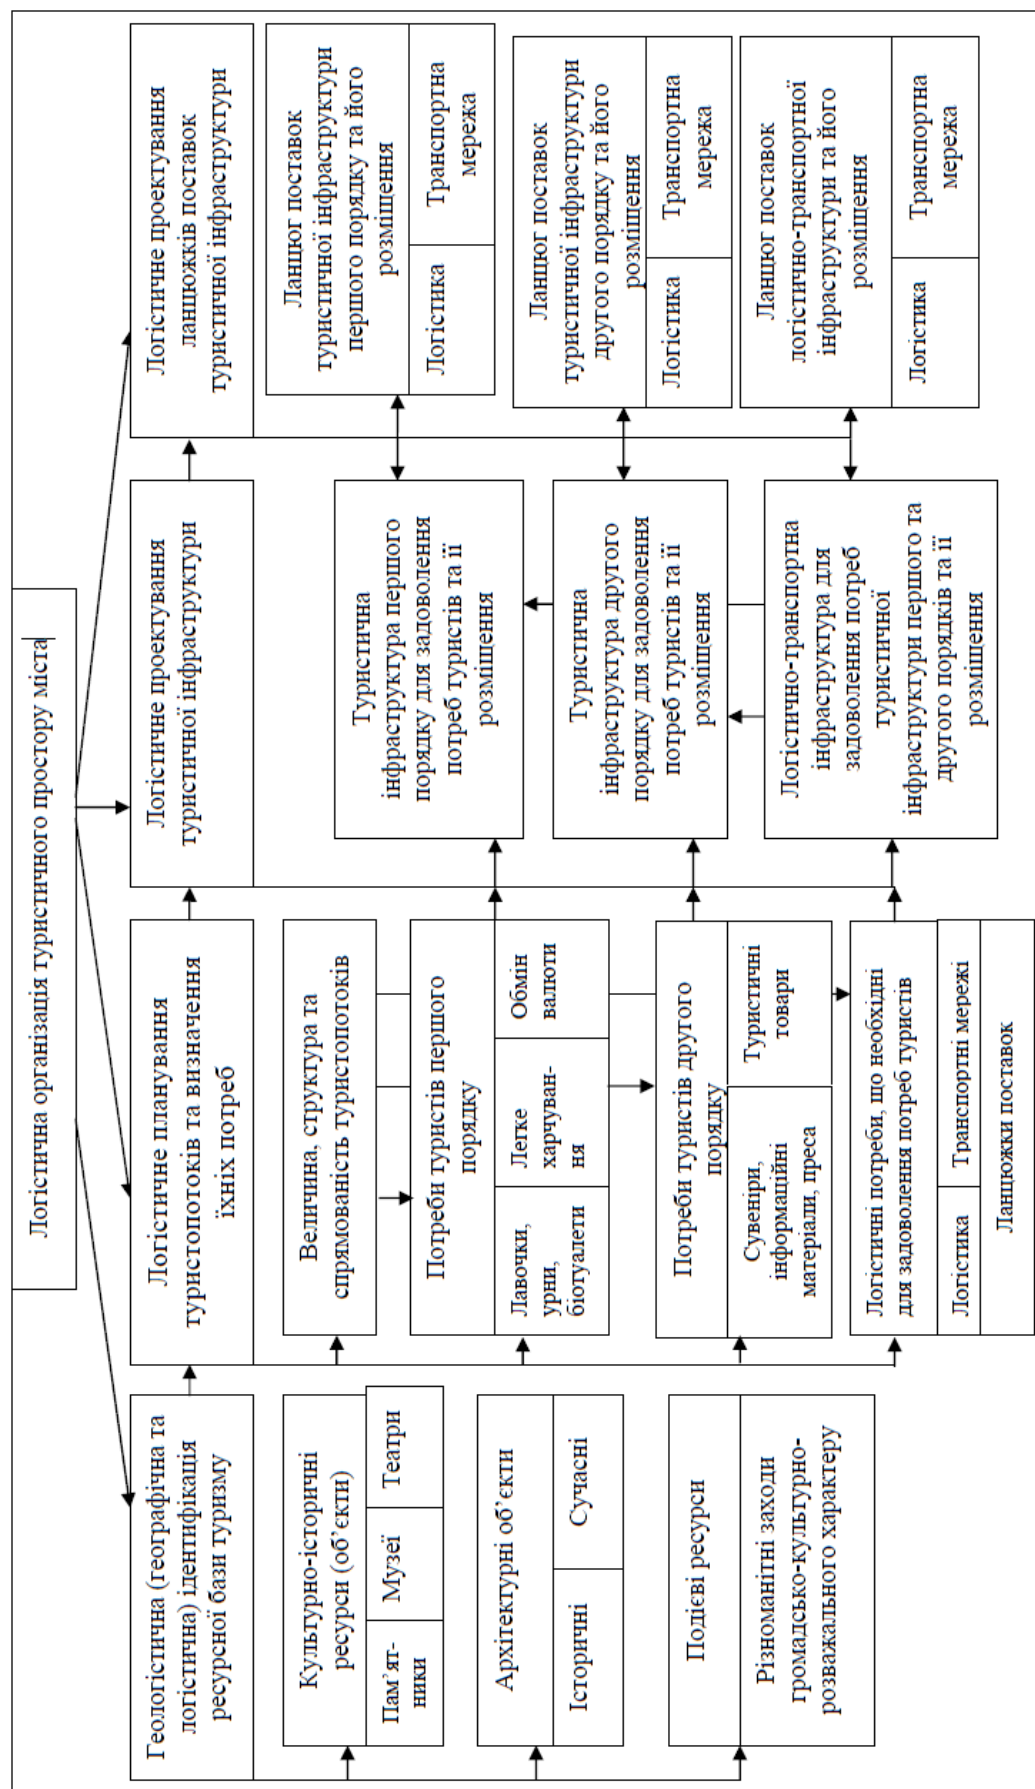 Логістична організація туристичного простору міста
Геологістична (географічна та
логістична) ідентифікація
ресурсної бази туризму
Логістичне планування
туристопотоків та визначення
їхніх потреб
Логістичне проектування
туристичної інфраструктури
Логістичне проектування
ланцюжків поставок
туристичної інфраструктури
Культурно-історичні
ресурси (об’єкти)
Пам’ят-
ники
Музеї
Театри
Архітектурні об’єкти
Історичні
Сучасні
Подієві ресурси
Різноманітні заходи
громадсько-культурно-
розважального характеру
Величина, структура та
спрямованість туристопотоків
Потреби туристів першого
порядку
Лавочки,
урни,
біотуалети
Легке
харчуван-
ня
Обмін
валюти
Потреби туристів другого
порядку
Сувеніри,
інформаційні
матеріали, преса
Туристичні
товари
Логістичні потреби, що необхідні
для задоволення потреб туристів
Логістика
Транспортні мережі
Ланцюжки поставок
Туристична
інфраструктура першого
порядку для задоволення
потреб туристів та її
розміщення
Туристична
інфраструктура другого
порядку для задоволення
потреб туристів та її
розміщення
Логістично-транспортна
інфраструктура для
задоволення потреб
туристичної
інфраструктури першого та
другого порядків та її
розміщення
Ланцюг поставок
туристичної інфраструктури
першого порядку та його
розміщення
Логістика
Транспортна
мережа
Ланцюг поставок
туристичної інфраструктури
другого порядку та його
розміщення
Логістика
Транспортна
мережа
Ланцюг поставок
логістично-транспортної
інфраструктури та його
розміщення
Логістика
Транспортна
мережа